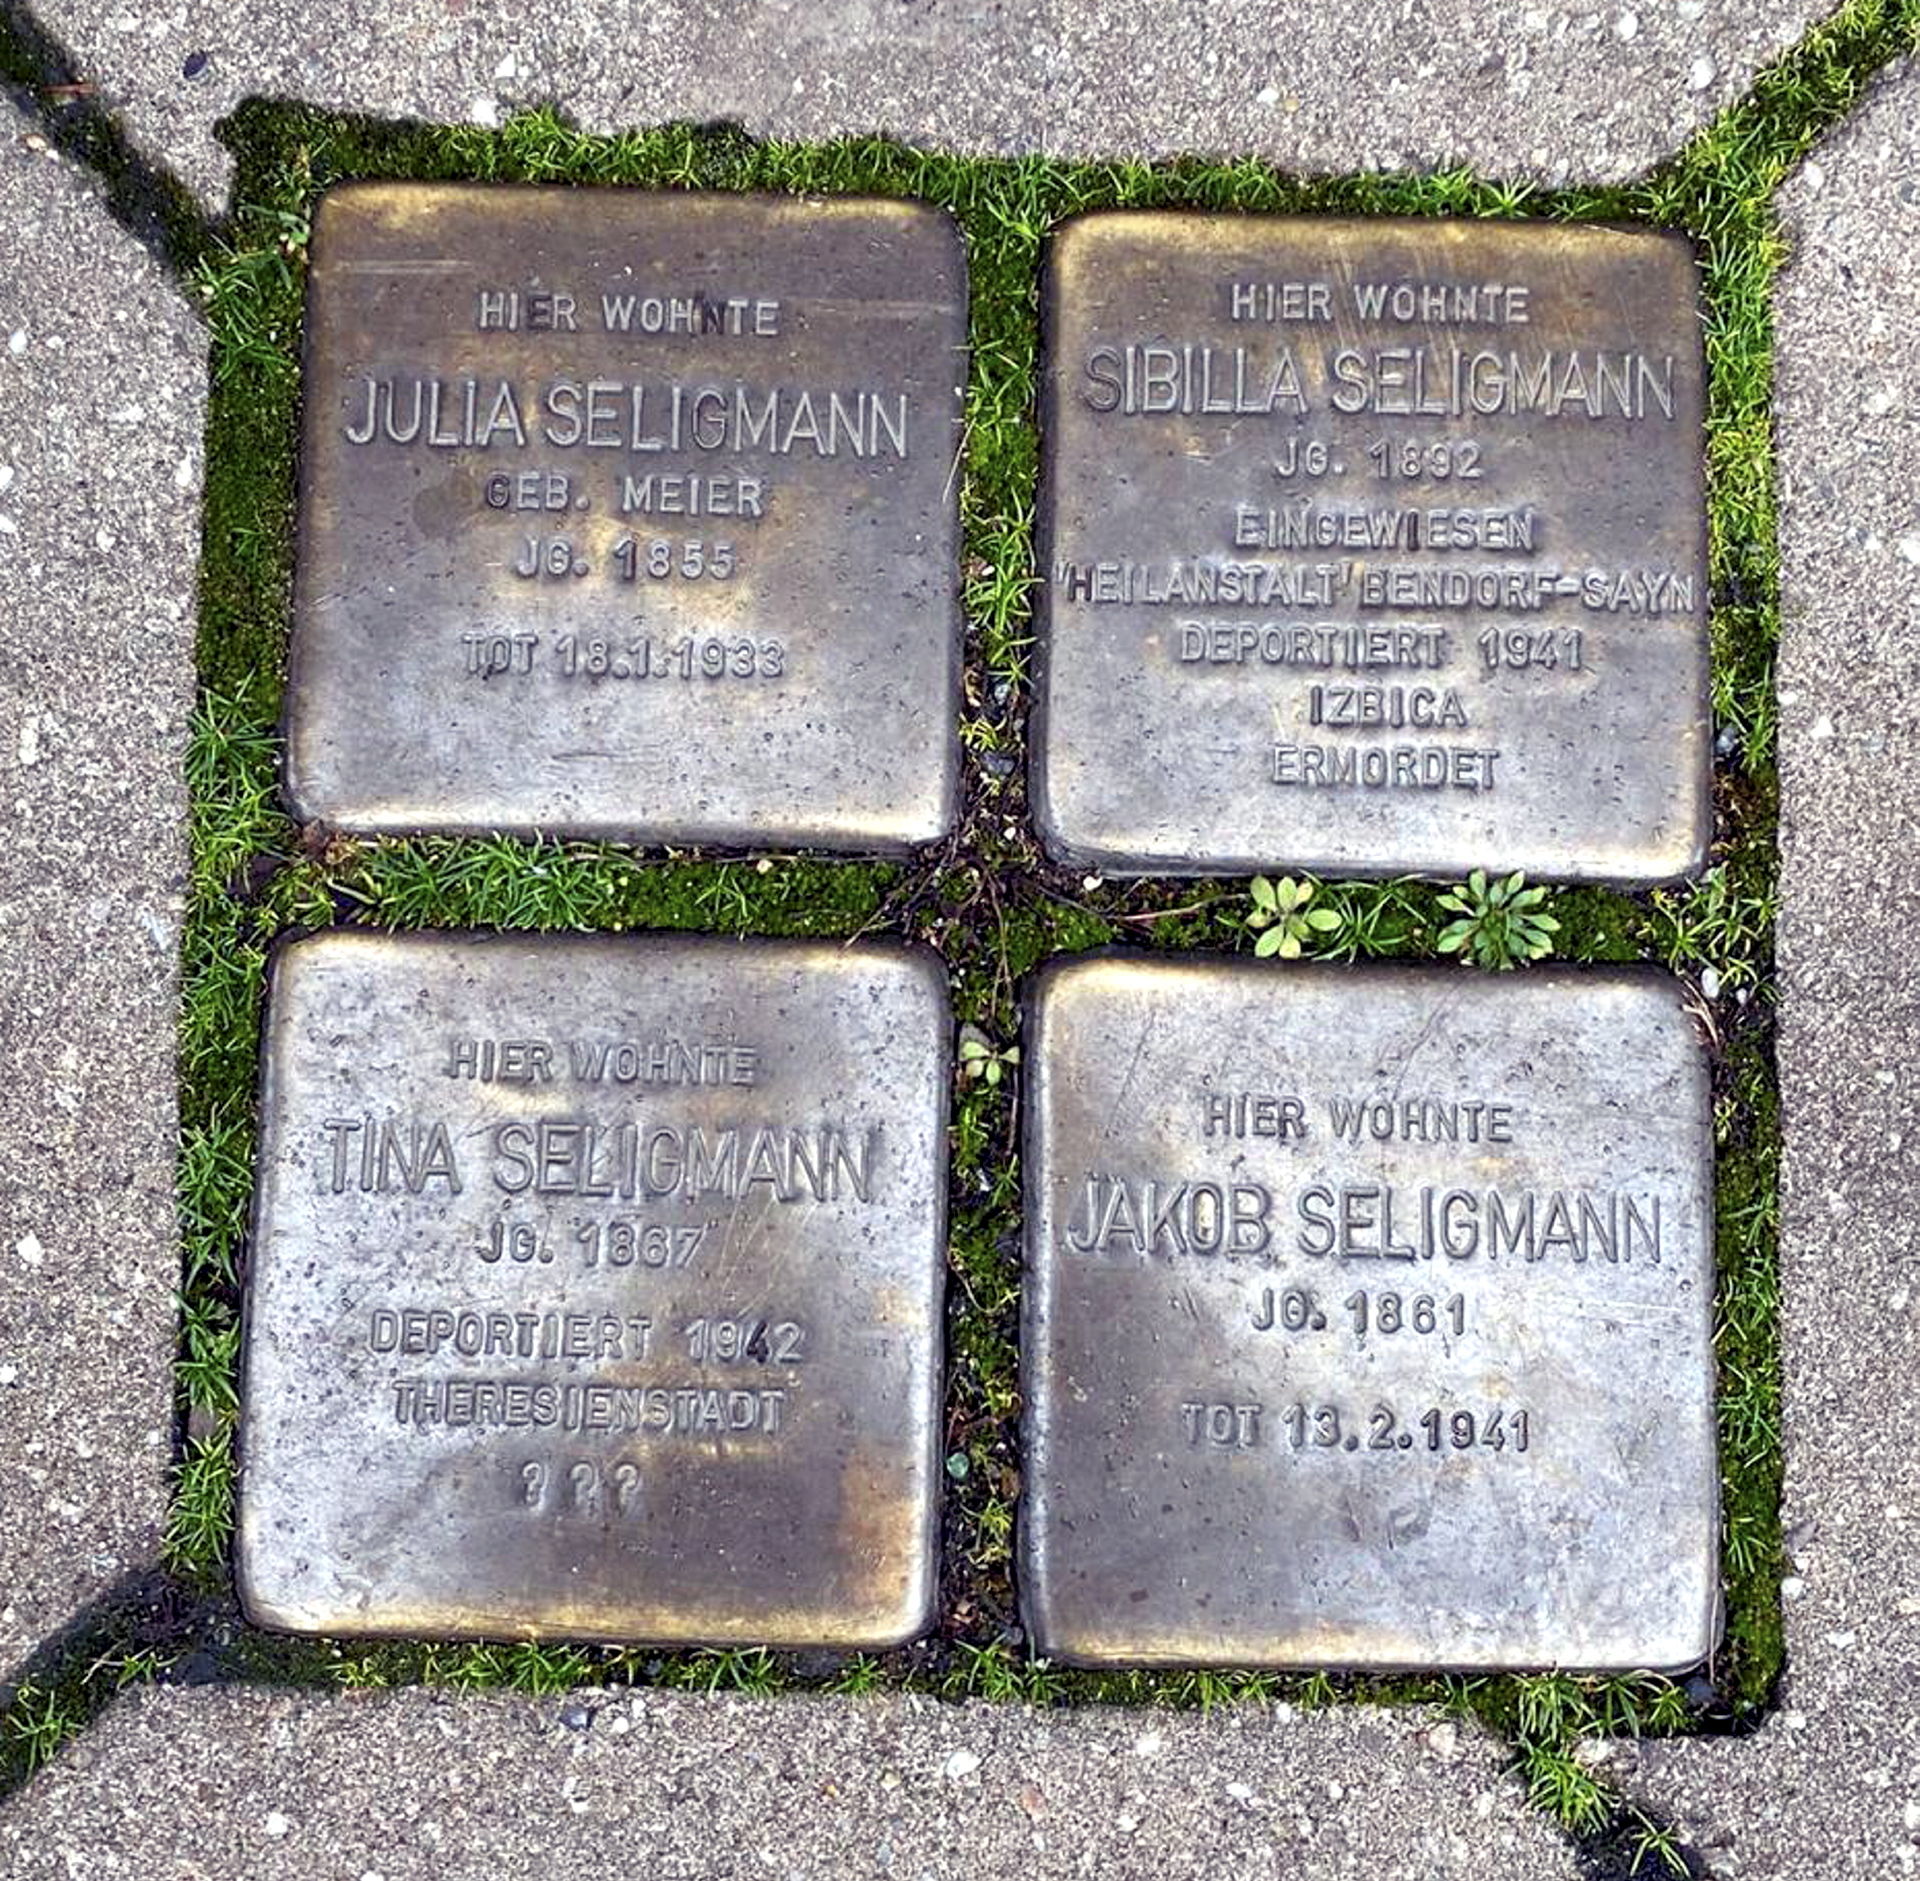 HIER WOHNTE
JULIA SELIGMANN
GEB. MEIER
JG. 1855
TOT 18.1.1933
HIER WOHNTE
SIBILLA SELIGMANN
JG. 1892
EINGEWIESEN
'HEILANSTALT' BENDORF-SAYN
DEPORTIERT 1941
IZBICA
ERMORDET
HIER WOHNTE
TINA SELIGMANN
JG. 1867
DEPORTIERT 1942
THERESIENSTADT
???
HIER WOHNTE
JAKOB SELIGMANN
JG. 1861
TOT 13.2.1941